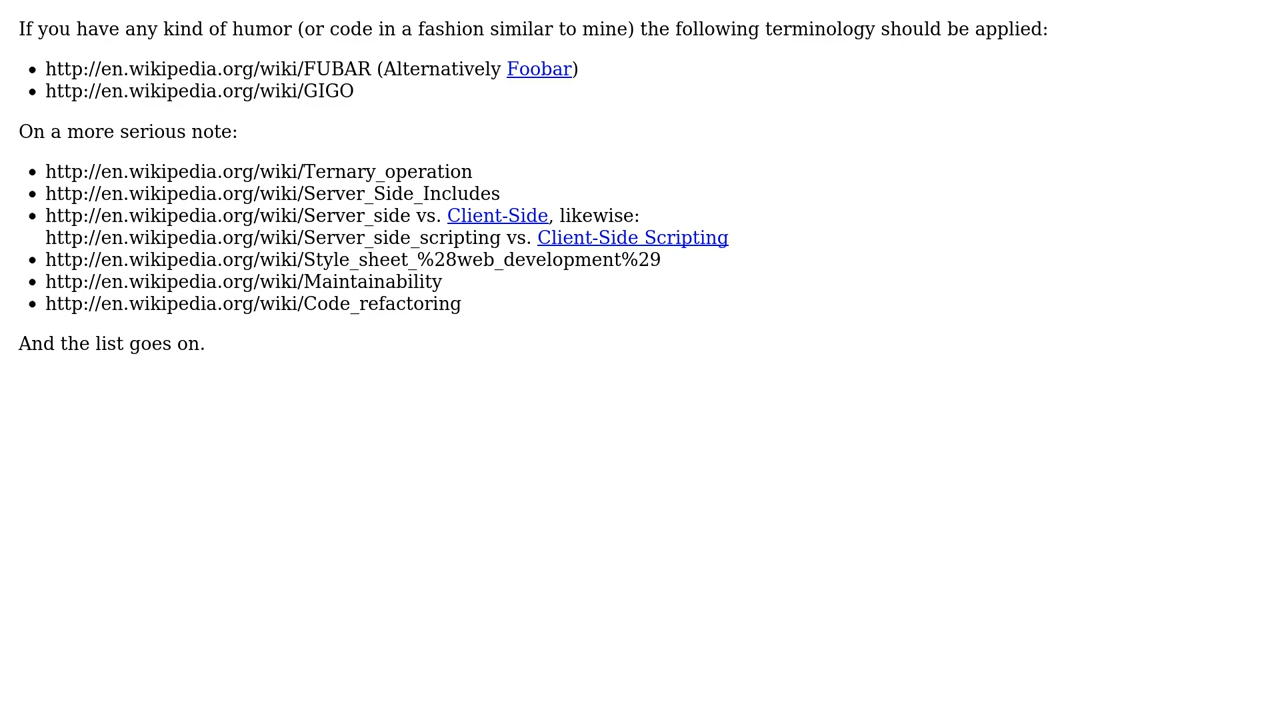 If you have any kind of humor (or code in a fashion similar to mine) the following terminology should be applied:
• http://en.wikipedia.org/wiki/FUBAR (Alternatively Foobar)
• http://en.wikipedia.org/wiki/GIGO
On a more serious note:
• http://en.wikipedia.org/wiki/Ternary_operation
• http://en.wikipedia.org/wiki/Server_Side_Includes
• http://en.wikipedia.org/wiki/Server_side vs. Client-Side, likewise:
http://en.wikipedia.org/wiki/Server_side_scripting vs. Client-Side Scripting
• http://en.wikipedia.org/wiki/Style_sheet_%28web_development%29
• http://en.wikipedia.org/wiki/Maintainability
• http://en.wikipedia.org/wiki/Code_refactoring
And the list goes on.